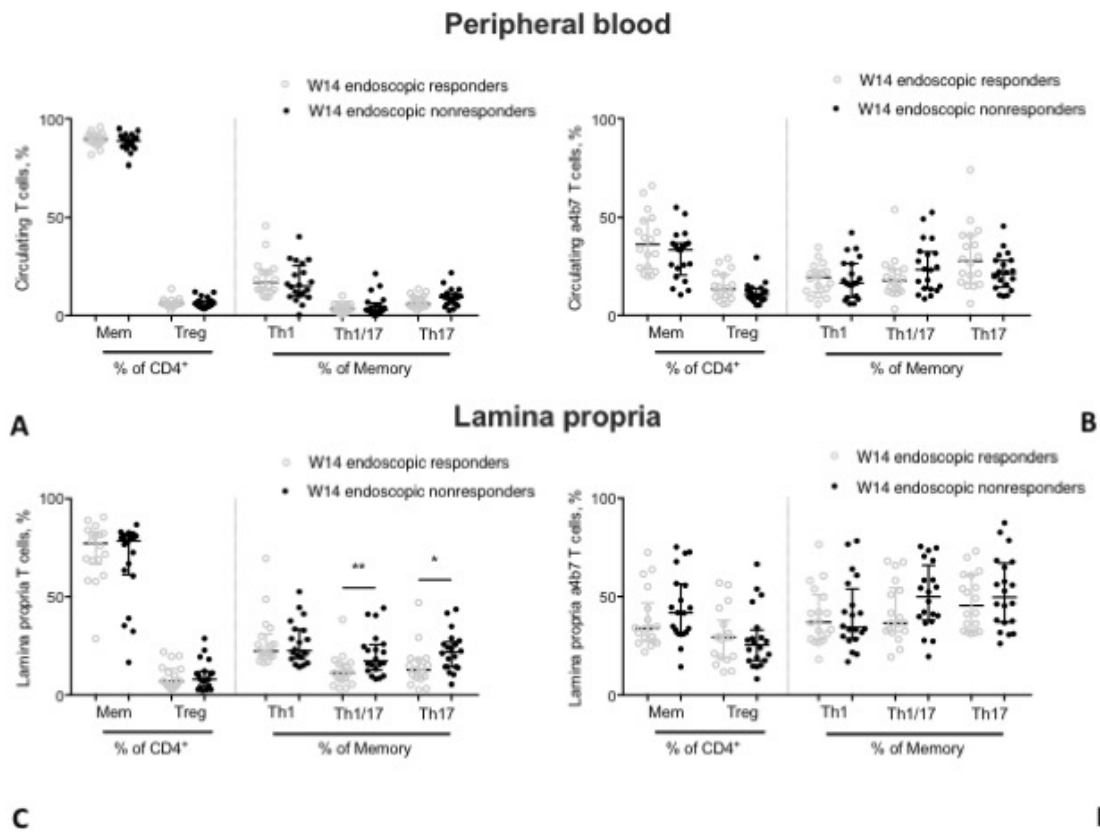 Peripheral blood
W14 endoscopic responders
W14 endoscopic nonresponders
Circulating T cells, %
100
50
0
Mem Treg Th1 Th1/17 Th17
% of CD4⁺ % of Memory
A
W14 endoscopic responders
W14 endoscopic nonresponders
Circulating a4b7 T cells, %
100
50
0
Mem Treg Th1 Th1/17 Th17
% of CD4⁺ % of Memory
B
Lamina propria
W14 endoscopic responders
W14 endoscopic nonresponders
Lamina propria T cells, %
100
50
0
** *
Mem Treg Th1 Th1/17 Th17
% of CD4⁺ % of Memory
C
W14 endoscopic responders
W14 endoscopic nonresponders
Lamina propria a4b7 T cells, %
100
50
0
Mem Treg Th1 Th1/17 Th17
% of CD4⁺ % of Memory